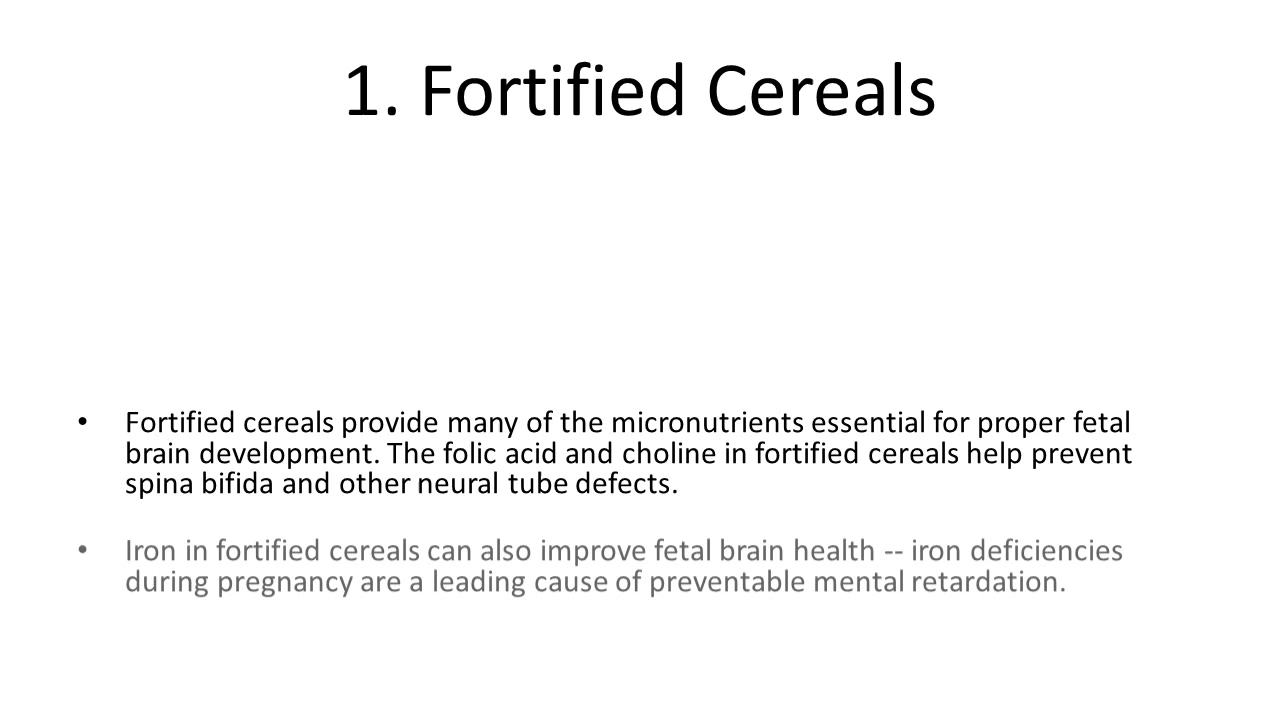 1. Fortified Cereals
• Fortified cereals provide many of the micronutrients essential for proper fetal
brain development. The folic acid and choline in fortified cereals help prevent
spina bifida and other neural tube defects.
• Iron in fortified cereals can also improve fetal brain health -- iron deficiencies
during pregnancy are a leading cause of preventable mental retardation.